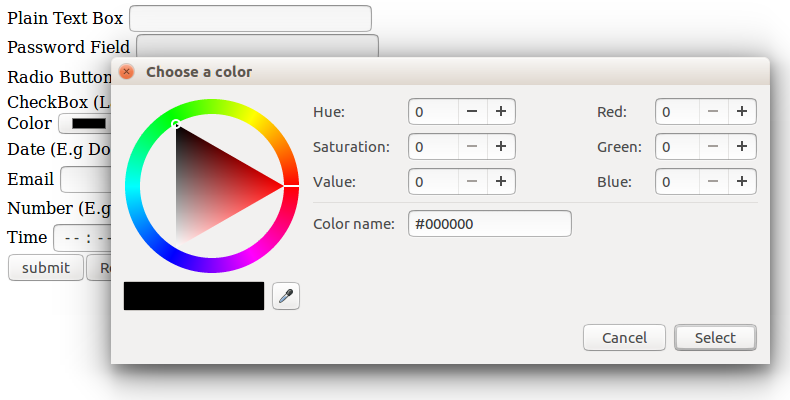 Plain Text Box
Password Field
Choose a color
Radio Button
CheckBox (L
Color
Date (E.g Do
Email
Number (E.g
Time --:--
submit Re
Hue: 0 − + Red: 0 − +
Saturation: 0 − + Green: 0 − +
Value: 0 − + Blue: 0 − +
Color name: #000000
Cancel Select